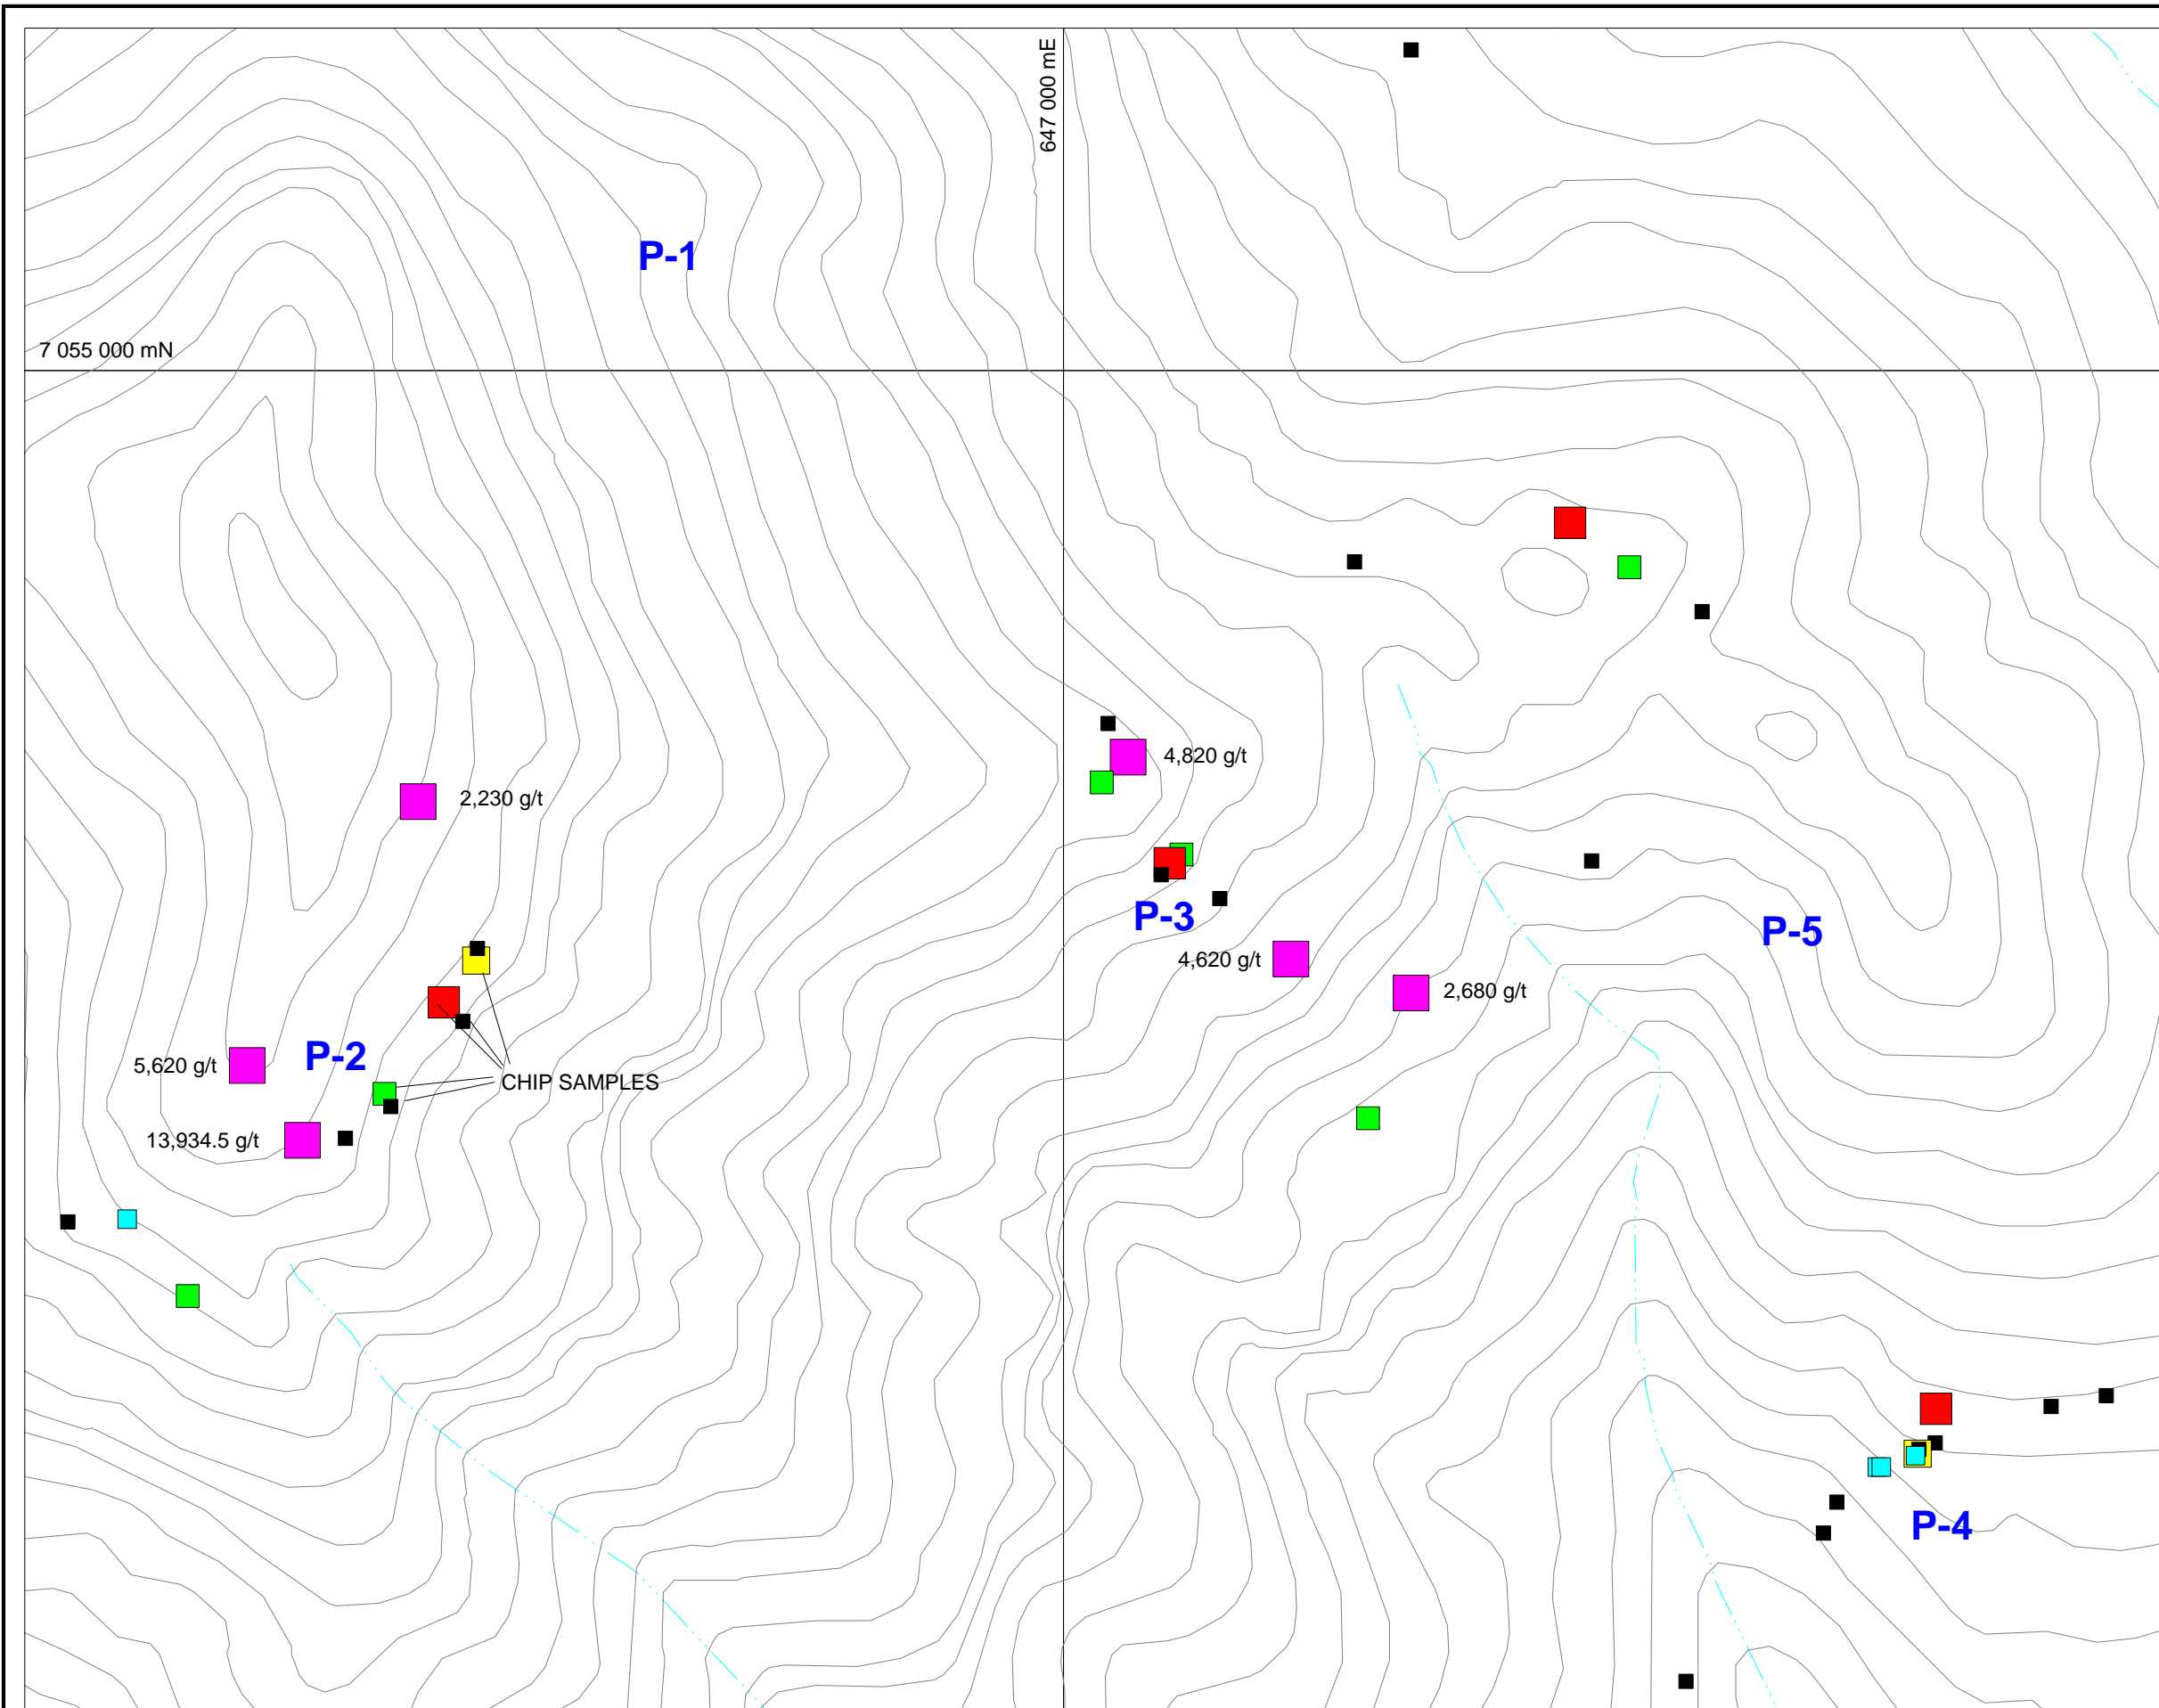 647 000 mE
P-1
7 055 000 mN
4,820 g/t
2,230 g/t
P-3
P-5
4,620 g/t
2,680 g/t
P-2
5,620 g/t
CHIP SAMPLES
13,934.5 g/t
P-4